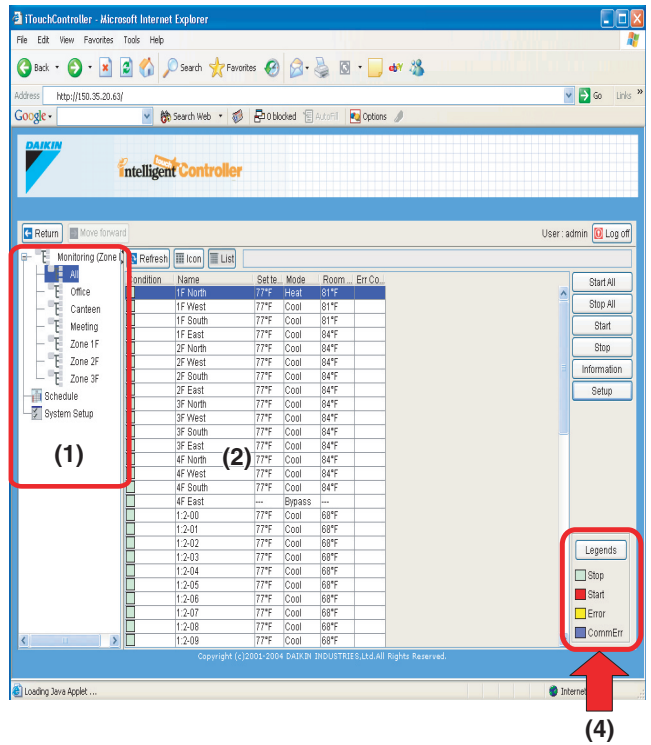 iTouchController - Microsoft Internet Explorer
File Edit View Favorites Tools Help
Back Search Favorites
Address http://150.35.20.63/ Go Links »
Google Search Web 0 blocked AutoFill Options
DAIKIN
intelligent Touch Controller
Return Move forward User : admin Log off
Monitoring (Zone L
All
Office
Canteen
Meeting
Zone 1F
Zone 2F
Zone 3F
Schedule
System Setup
(1)
Refresh Icon List
Condition Name Set te... Mode Room ... Err Co...
1F North 77°F Heat 81°F
1F West 77°F Cool 81°F
1F South 77°F Cool 81°F
1F East 77°F Cool 84°F
2F North 77°F Cool 84°F
2F West 77°F Cool 84°F
2F South 77°F Cool 84°F
2F East 77°F Cool 84°F
3F North 77°F Cool 84°F
3F West 77°F Cool 84°F
3F South 77°F Cool 84°F
3F East 77°F Cool 84°F
4F North 77°F Cool 84°F
4F West 77°F Cool 84°F
4F South 77°F Cool 84°F
4F East --- Bypass ---
1:2-00 77°F Cool 68°F
1:2-01 77°F Cool 68°F
1:2-02 77°F Cool 68°F
1:2-03 77°F Cool 68°F
1:2-04 77°F Cool 68°F
1:2-05 77°F Cool 68°F
1:2-06 77°F Cool 68°F
1:2-07 77°F Cool 68°F
1:2-08 77°F Cool 68°F
1:2-09 77°F Cool 68°F
(2)
Start All
Stop All
Start
Stop
Information
Setup
Legends
Stop
Start
Error
CommErr
Copyright (c)2001-2004 DAIKIN INDUSTRIES,Ltd.All Rights Reserved.
Loading Java Applet ... Internet
(4)